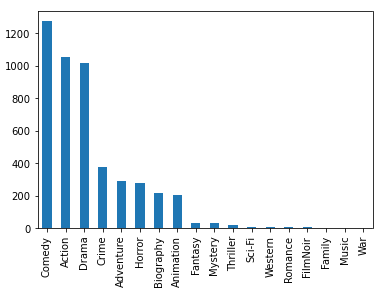 1200
1000
800
600
400
200
0
Comedy
Action
Drama
Crime
Adventure
Horror
Biography
Animation
Fantasy
Mystery
Thriller
Sci-Fi
Western
Romance
FilmNoir
Family
Music
War